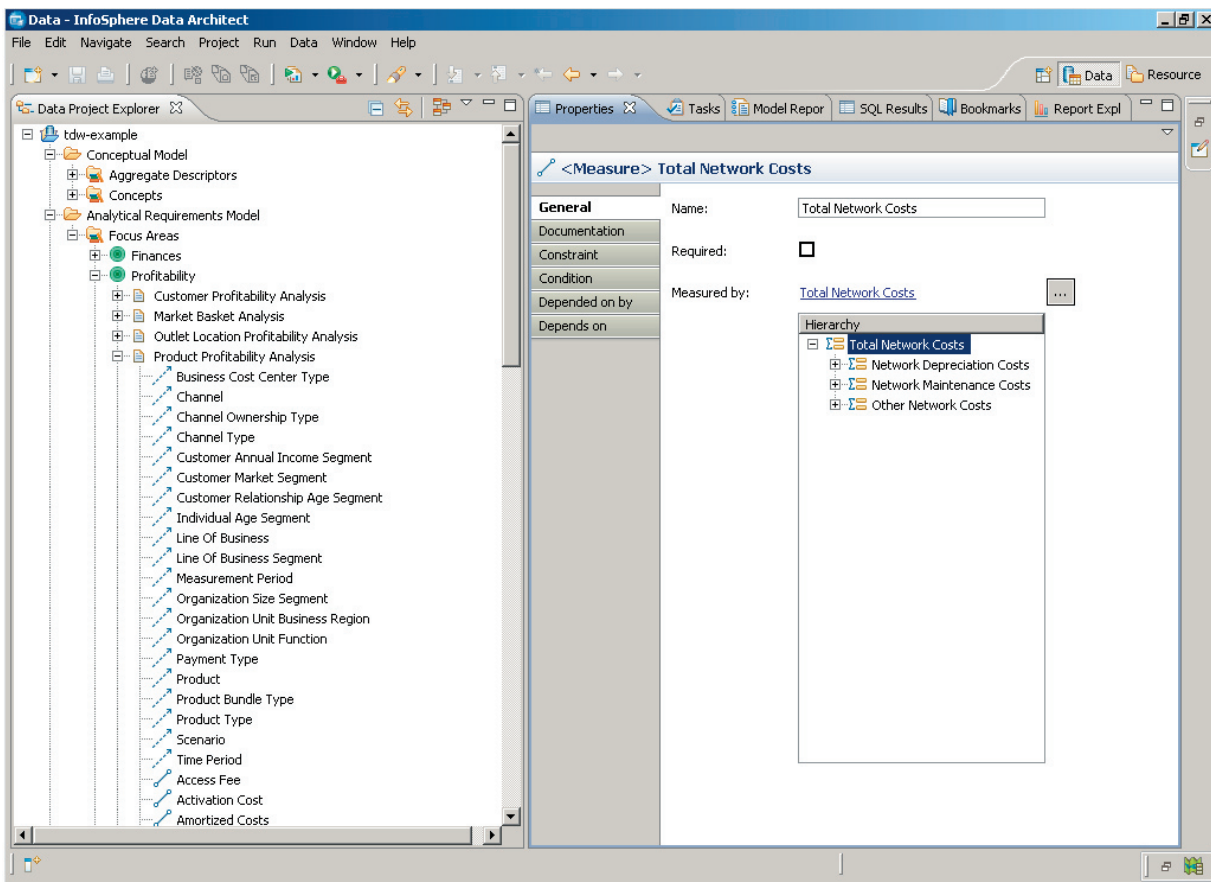 Data - InfoSphere Data Architect
File Edit Navigate Search Project Run Data Window Help
Data Resource
Data Project Explorer
tdw-example
Conceptual Model
Aggregate Descriptors
Concepts
Analytical Requirements Model
Focus Areas
Finances
Profitability
Customer Profitability Analysis
Market Basket Analysis
Outlet Location Profitability Analysis
Product Profitability Analysis
Business Cost Center Type
Channel
Channel Ownership Type
Channel Type
Customer Annual Income Segment
Customer Market Segment
Customer Relationship Age Segment
Individual Age Segment
Line Of Business
Line Of Business Segment
Measurement Period
Organization Size Segment
Organization Unit Business Region
Organization Unit Function
Payment Type
Product
Product Bundle Type
Product Type
Scenario
Time Period
Access Fee
Activation Cost
Amortized Costs
Properties Tasks Model Repor SQL Results Bookmarks Report Expl
<Measure> Total Network Costs
General
Documentation
Constraint
Condition
Depended on by
Depends on
Name: Total Network Costs
Required:
Measured by: Total Network Costs ...
Hierarchy
Total Network Costs
Network Depreciation Costs
Network Maintenance Costs
Other Network Costs